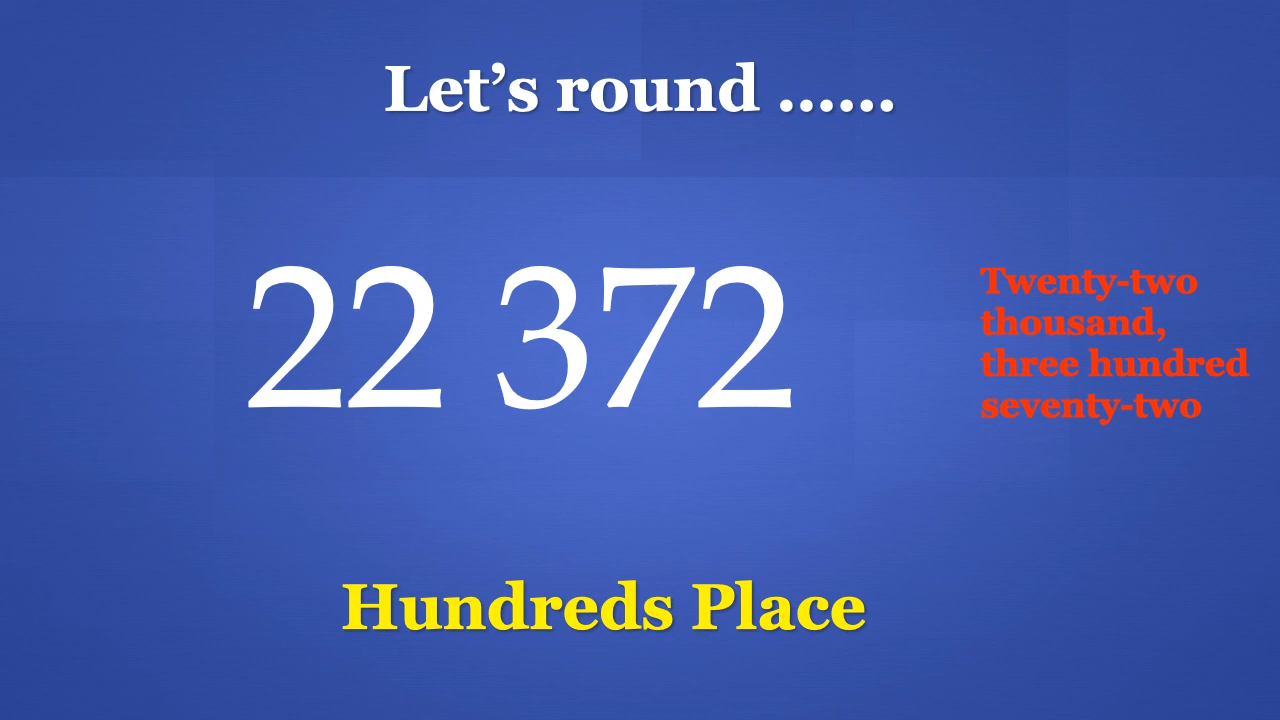 Let’s round ......
22 372
Twenty-two
thousand,
three hundred
seventy-two
Hundreds Place